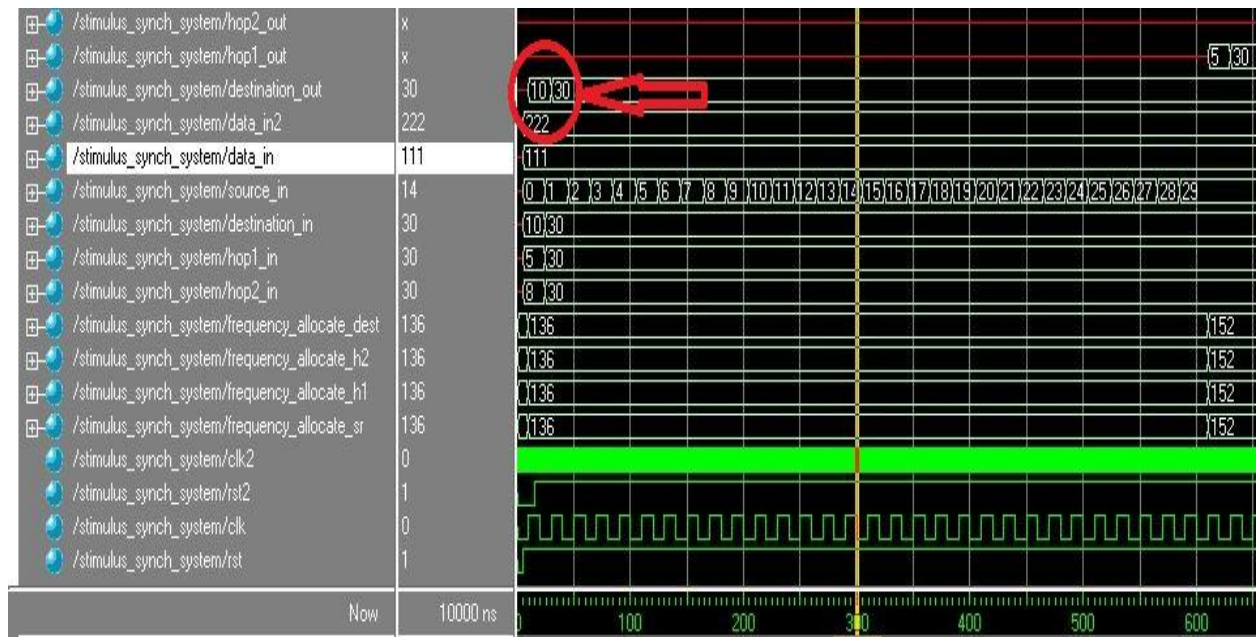 /stimulus_synch_system/hop2_out x
/stimulus_synch_system/hop1_out x 5 30
/stimulus_synch_system/destination_out 30 10 30
/stimulus_synch_system/data_in2 222 222
/stimulus_synch_system/data_in 111 111
/stimulus_synch_system/source_in 14 0 1 2 3 4 5 6 7 8 9 10 11 12 13 14 15 16 17 18 19 20 21 22 23 24 25 26 27 28 29
/stimulus_synch_system/destination_in 30 10 30
/stimulus_synch_system/hop1_in 30 5 30
/stimulus_synch_system/hop2_in 30 8 30
/stimulus_synch_system/frequency_allocate_dest 136 136 152
/stimulus_synch_system/frequency_allocate_h2 136 136 152
/stimulus_synch_system/frequency_allocate_h1 136 136 152
/stimulus_synch_system/frequency_allocate_sr 136 136 152
/stimulus_synch_system/clk2 0
/stimulus_synch_system/rst2 1
/stimulus_synch_system/clk 0
/stimulus_synch_system/rst 1
Now 10000 ns 100 200 300 400 500 600